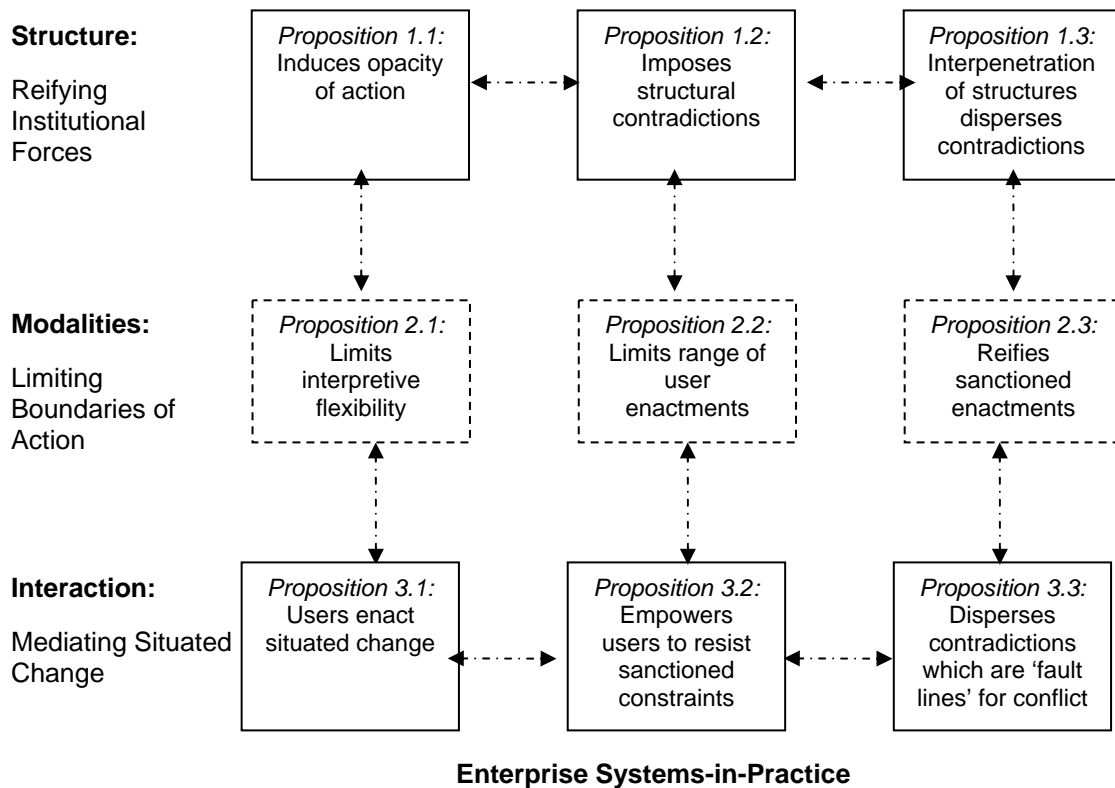 Structure:
Reifying
Institutional
Forces
Proposition 1.1:
Induces opacity
of action
Proposition 1.2:
Imposes
structural
contradictions
Proposition 1.3:
Interpenetration
of structures
disperses
contradictions
Modalities:
Limiting
Boundaries of
Action
Proposition 2.1:
Limits
interpretive
flexibility
Proposition 2.2:
Limits range of
user
enactments
Proposition 2.3:
Reifies
sanctioned
enactments
Interaction:
Mediating Situated
Change
Proposition 3.1:
Users enact
situated change
Proposition 3.2:
Empowers
users to resist
sanctioned
constraints
Proposition 3.3:
Disperses
contradictions
which are ‘fault
lines’ for conflict
Enterprise Systems-in-Practice